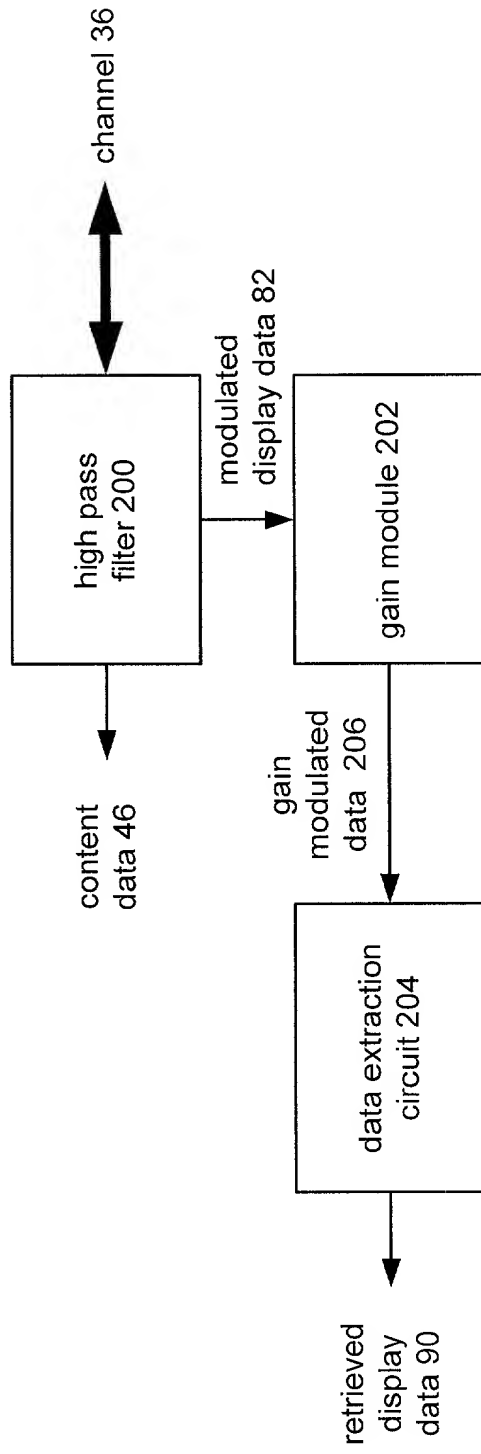 channel 36
high pass
filter 200
content
data 46
modulated
display data 82
gain module 202
gain
modulated
data 206
data extraction
circuit 204
retrieved
display
data 90